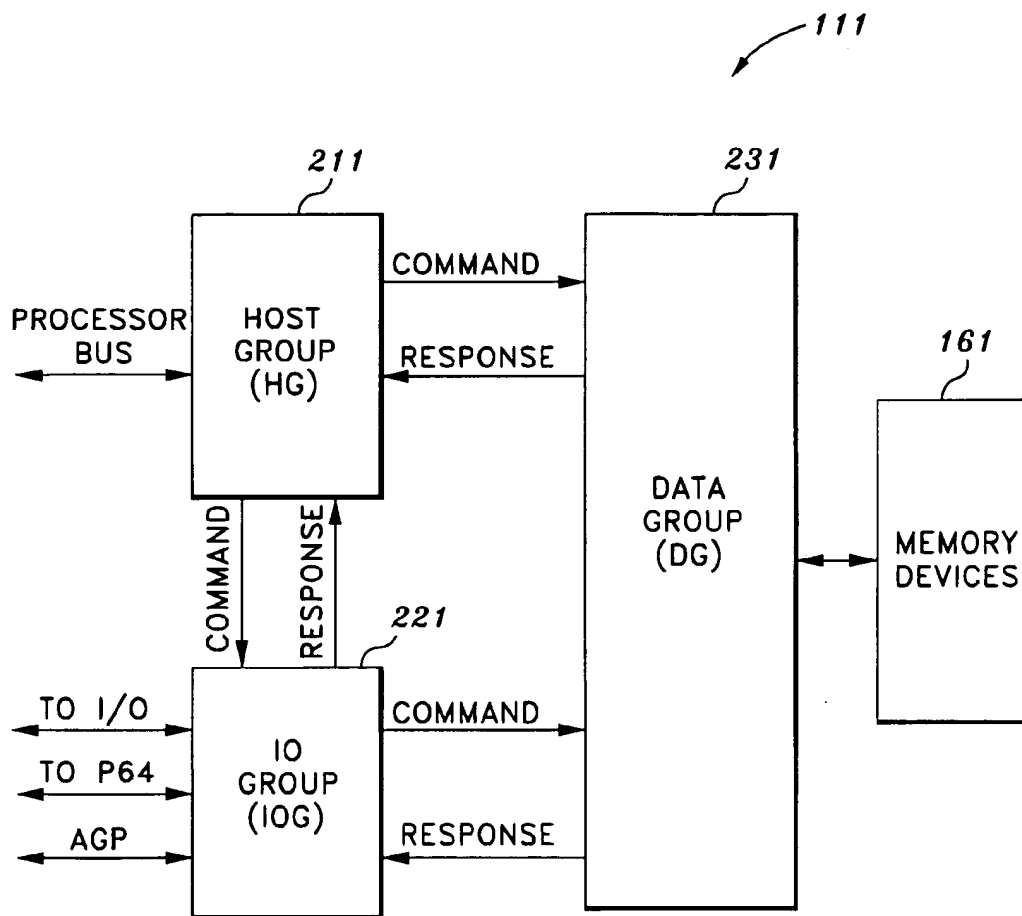 111
211
231
COMMAND
PROCESSOR
BUS
HOST
GROUP
(HG)
RESPONSE
161
DATA
GROUP
(DG)
MEMORY
DEVICES
COMMAND
RESPONSE
221
TO I/O
COMMAND
TO P64
IO
GROUP
(IOG)
AGP
RESPONSE